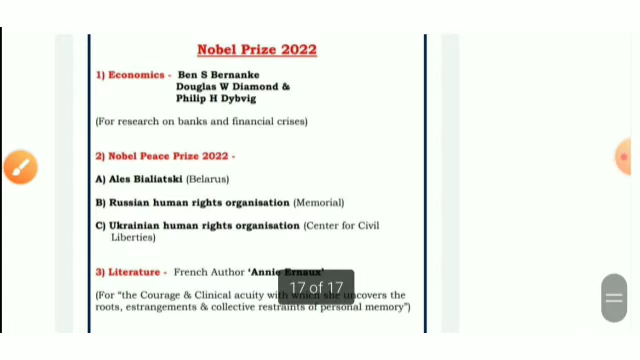 Nobel Prize 2022
1) Economics - Ben S Bernanke
Douglas W Diamond &
Philip H Dybvig
(For research on banks and financial crises)
2) Nobel Peace Prize 2022 -
A) Ales Bialiatski (Belarus)
B) Russian human rights organisation (Memorial)
C) Ukrainian human rights organisation (Center for Civil
Liberties)
3) Literature - French Author ‘Annie Ernaux’
17 of 17
(For “the Courage & Clinical acuity with which she uncovers the
roots, estrangements & collective restraints of personal memory”)